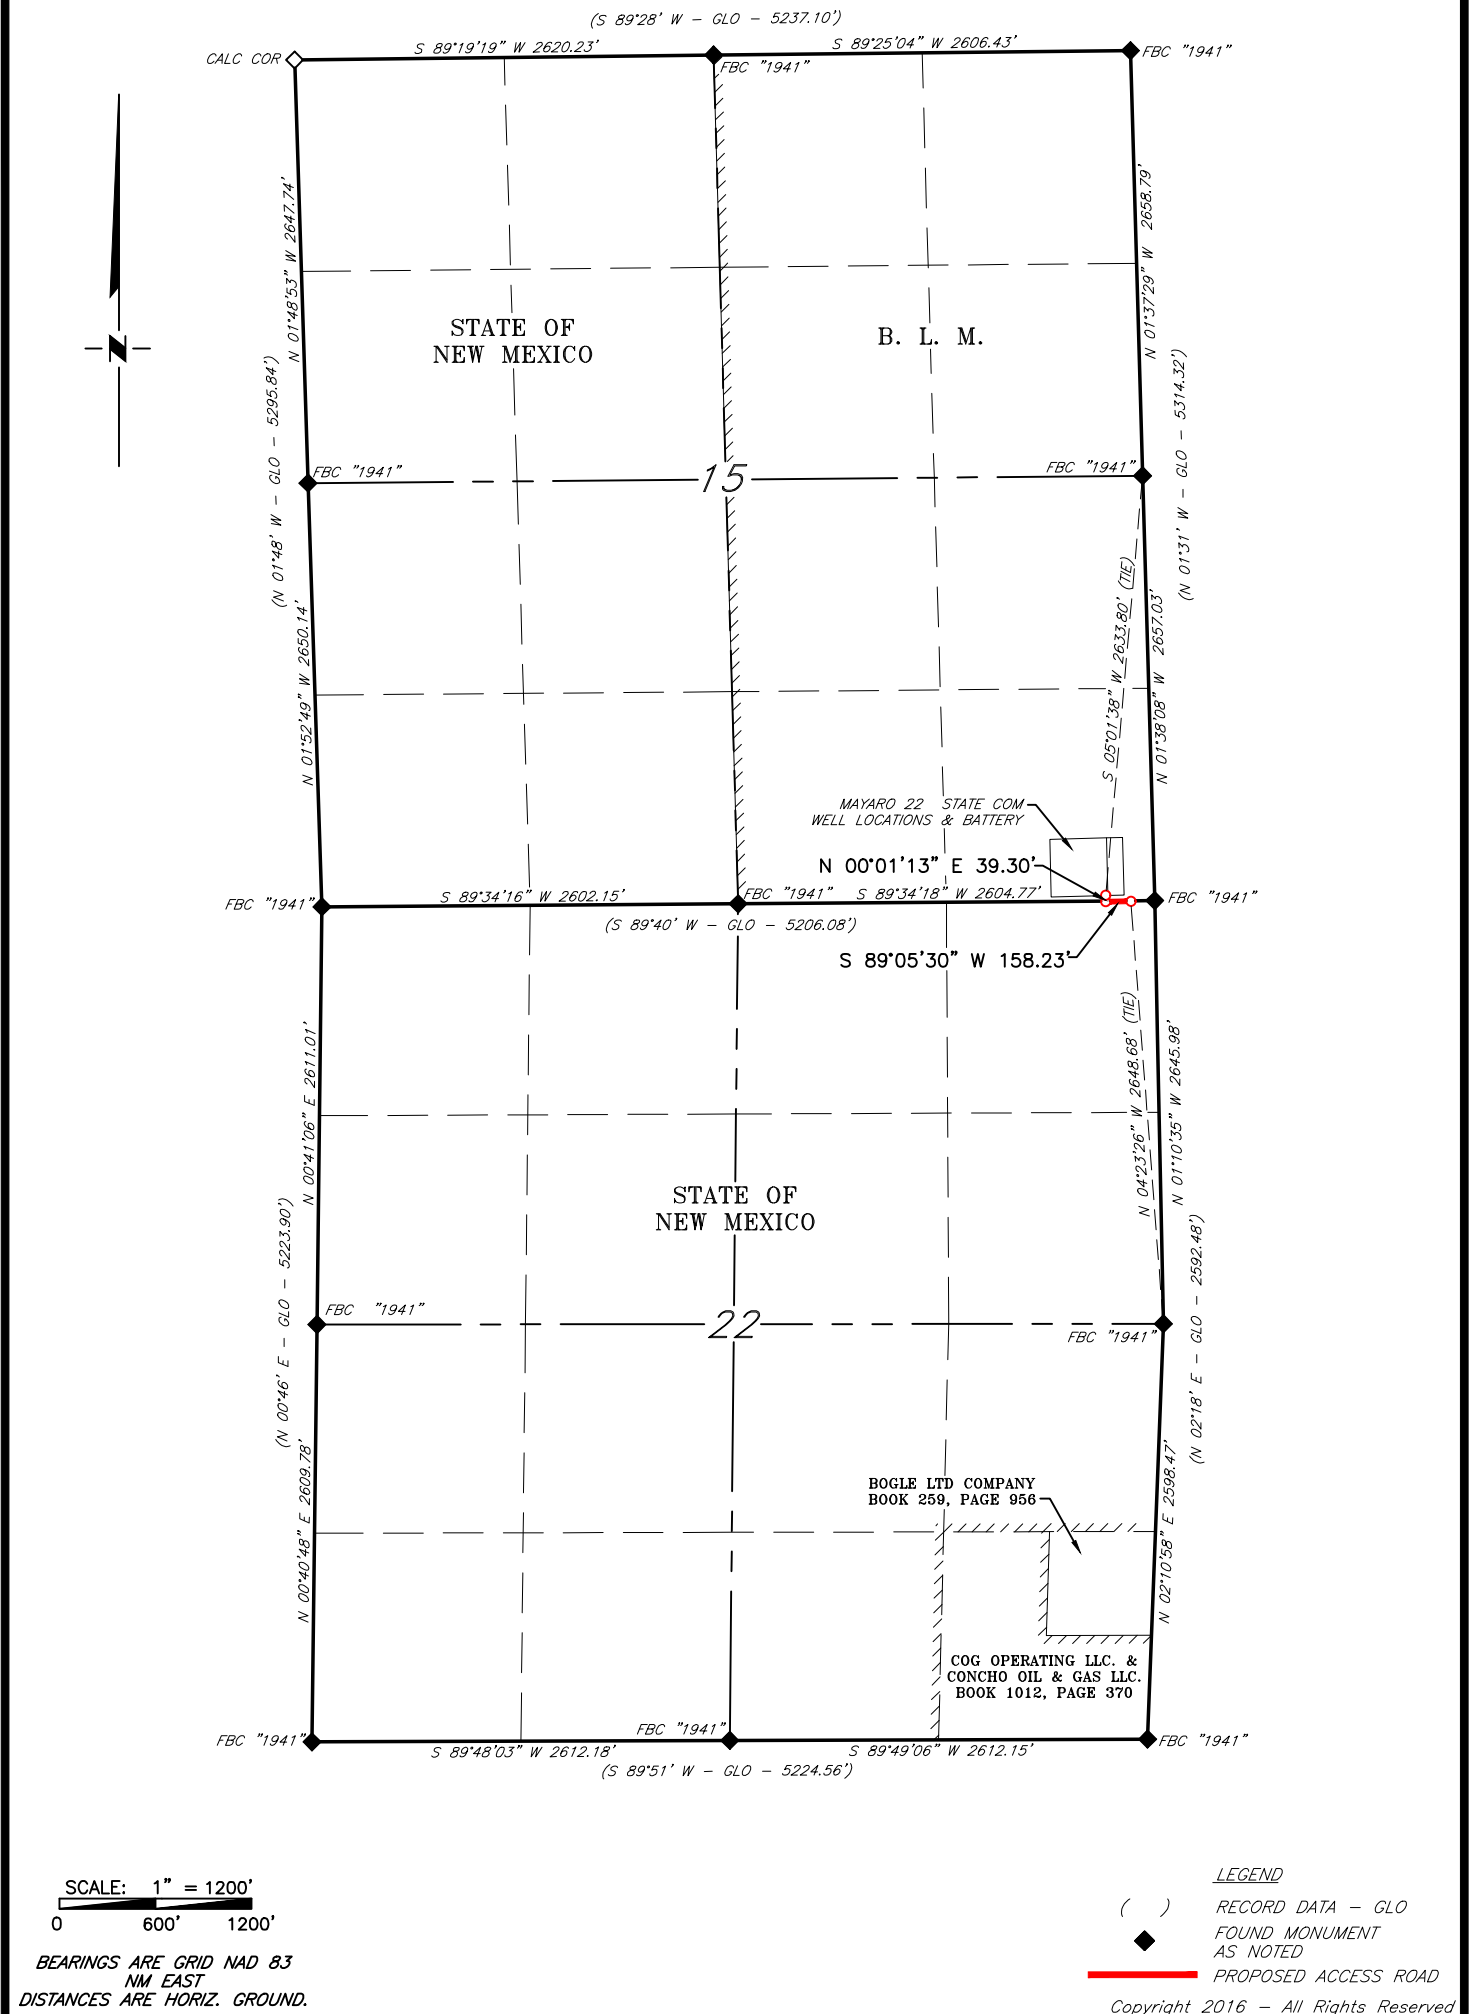 (S 89°28' W - GLO - 5237.10')
S 89°19'19" W 2620.23'
S 89°25'04" W 2606.43'
CALC COR
FBC "1941"
FBC "1941"
N 01°48'53" W 2647.74'
N 01°37'29" W 2658.79'
STATE OF
NEW MEXICO
B. L. M.
(N 01°48' W - GLO - 5295.84')
(N 01°31' W - GLO - 5314.32')
FBC "1941"
15
FBC "1941"
N 01°52'49" W 2650.14'
S 05°01'38" W 2633.80' (TIE)
N 01°38'08" W 2657.03'
MAYARO 22 STATE COM
WELL LOCATIONS & BATTERY
N 00°01'13" E 39.30'
FBC "1941"
S 89°34'16" W 2602.15'
FBC "1941"
S 89°34'18" W 2604.77'
FBC "1941"
(S 89°40' W - GLO - 5206.08')
S 89°05'30" W 158.23'
N 00°41'06" E 2611.01'
N 04°23'26" W 2648.68' (TIE)
N 01°10'35" W 2645.98'
STATE OF
NEW MEXICO
(N 00°46' E - GLO - 5223.90')
(N 02°18' E - GLO - 2592.48')
FBC "1941"
22
FBC "1941"
N 00°40'48" E 2609.78'
N 02°10'58" E 2598.47'
BOGLE LTD COMPANY
BOOK 259, PAGE 956
COG OPERATING LLC. &
CONCHO OIL & GAS LLC.
BOOK 1012, PAGE 370
FBC "1941"
S 89°48'03" W 2612.18'
FBC "1941"
S 89°49'06" W 2612.15'
FBC "1941"
(S 89°51' W - GLO - 5224.56')
N
SCALE: 1" = 1200'
0 600' 1200'
BEARINGS ARE GRID NAD 83
NM EAST
DISTANCES ARE HORIZ. GROUND.
LEGEND
( ) RECORD DATA - GLO
FOUND MONUMENT
AS NOTED
PROPOSED ACCESS ROAD
Copyright 2016 - All Rights Reserved